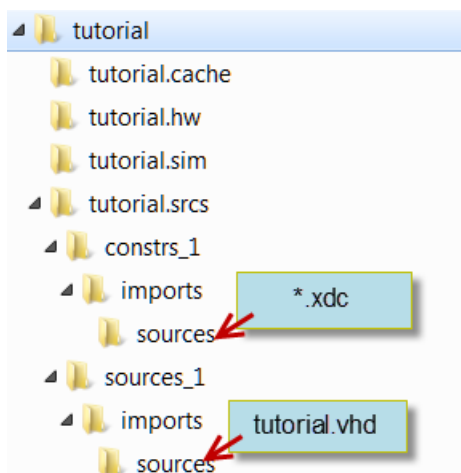 tutorial
tutorial.cache
tutorial.hw
tutorial.sim
tutorial.srcs
constrs_1
imports
*.xdc
sources
sources_1
imports
tutorial.vhd
sources